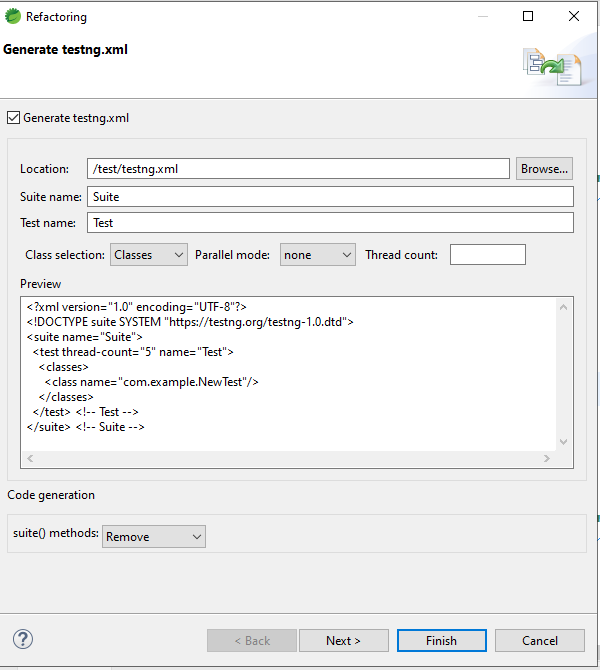 Refactoring
Generate testng.xml
Generate testng.xml
Location: /test/testng.xml Browse...
Suite name: Suite
Test name: Test
Class selection: Classes Parallel mode: none Thread count:
Preview
<?xml version="1.0" encoding="UTF-8"?>
<!DOCTYPE suite SYSTEM "https://testng.org/testng-1.0.dtd">
<suite name="Suite">
<test thread-count="5" name="Test">
<classes>
<class name="com.example.NewTest"/>
</classes>
</test> <!-- Test -->
</suite> <!-- Suite -->
Code generation
suite() methods: Remove
? < Back Next > Finish Cancel